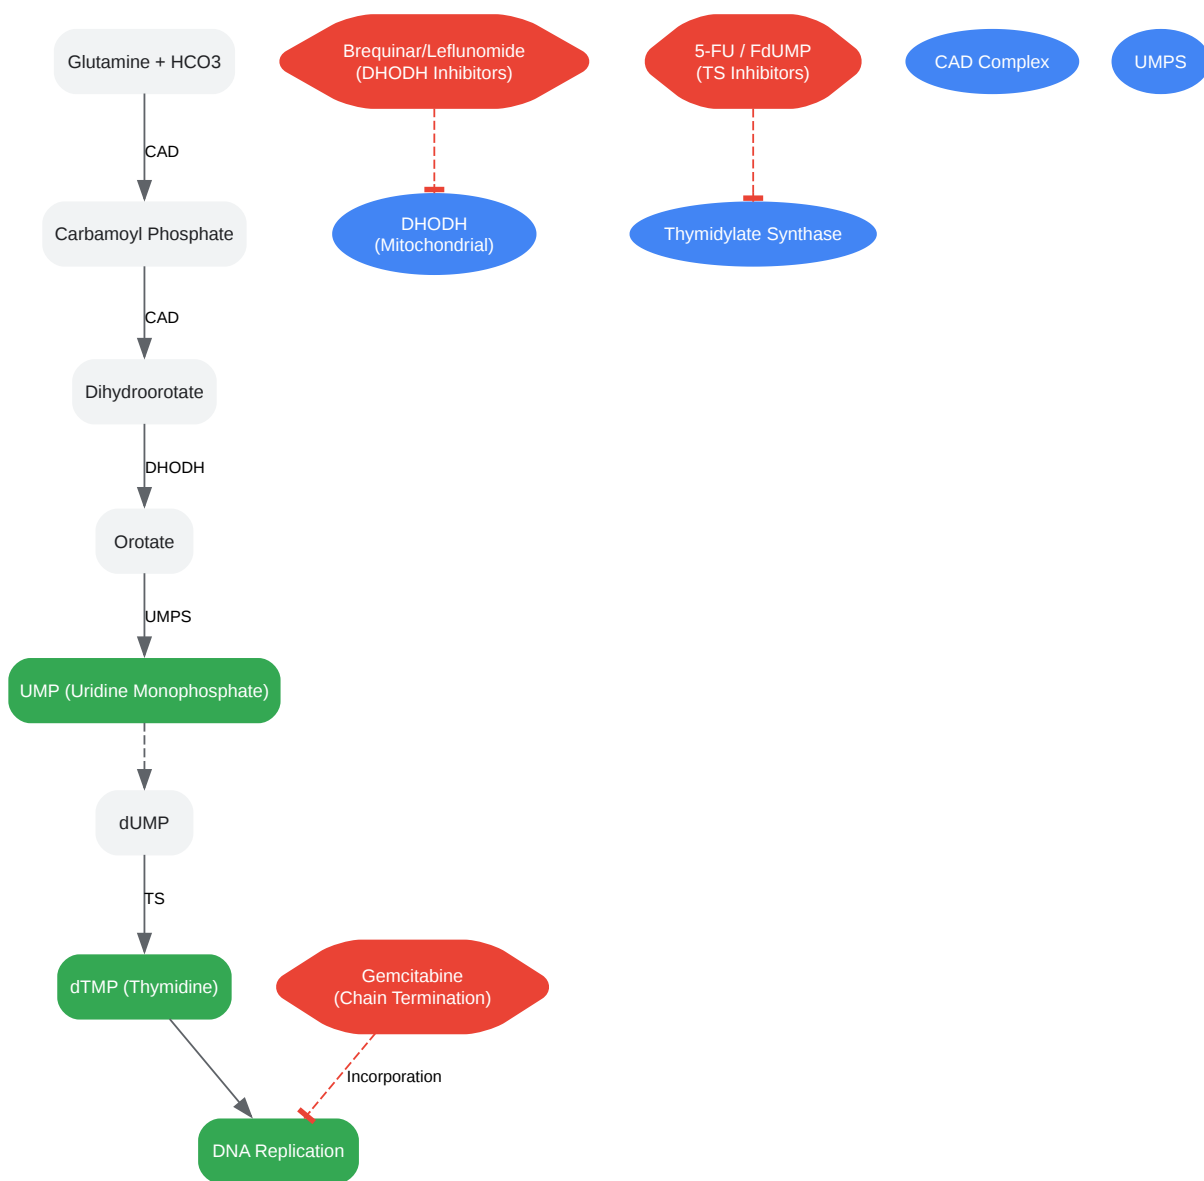 Glutamine + HCO3
Brequinar/Leflunomide
(DHODH Inhibitors)
5-FU / FdUMP
(TS Inhibitors)
CAD Complex
UMPS
CAD
Carbamoyl Phosphate
DHODH
(Mitochondrial)
Thymidylate Synthase
CAD
Dihydroorotate
DHODH
Orotate
UMPS
UMP (Uridine Monophosphate)
dUMP
TS
dTMP (Thymidine)
Gemcitabine
(Chain Termination)
Incorporation
DNA Replication